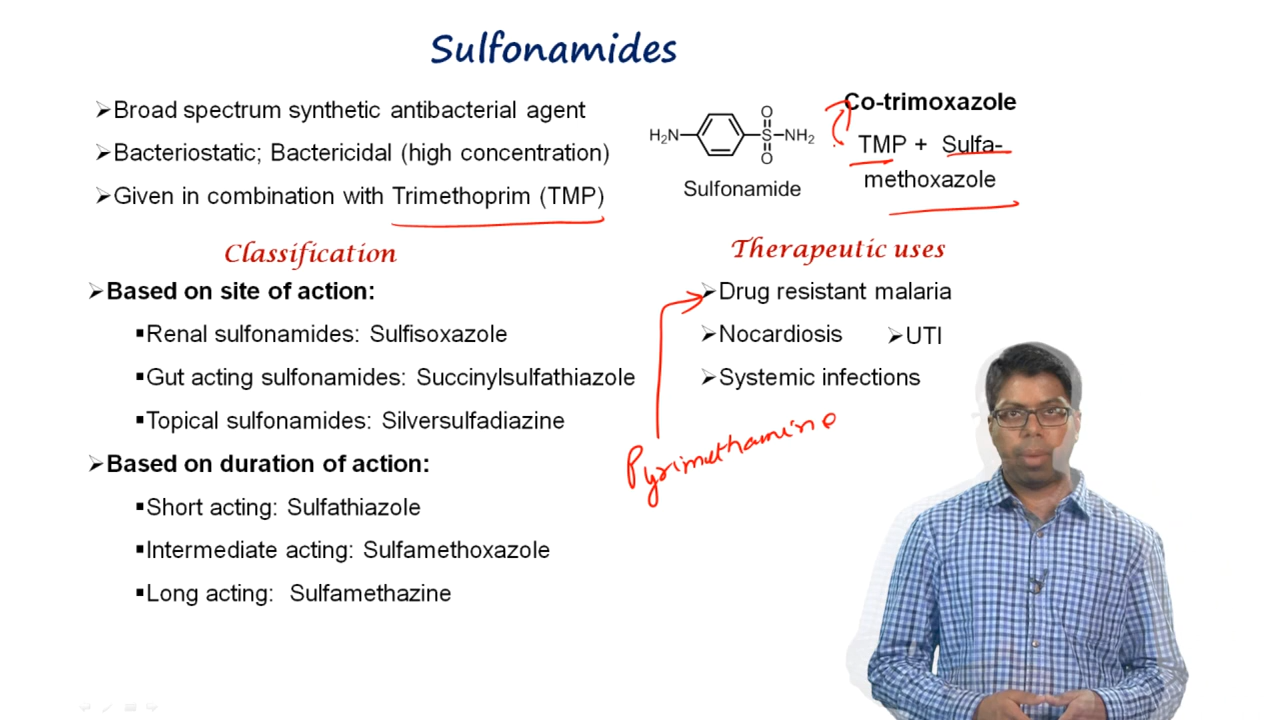 Sulfonamides
➢Broad spectrum synthetic antibacterial agent
➢Bacteriostatic; Bactericidal (high concentration)
➢Given in combination with Trimethoprim (TMP)
H₂N
O
S
O
NH₂
Sulfonamide
Co-trimoxazole
TMP + Sulfa-
methoxazole
Classification
➢Based on site of action:
▪Renal sulfonamides: Sulfisoxazole
▪Gut acting sulfonamides: Succinylsulfathiazole
▪Topical sulfonamides: Silversulfadiazine
➢Based on duration of action:
▪Short acting: Sulfathiazole
▪Intermediate acting: Sulfamethoxazole
▪Long acting: Sulfamethazine
Therapeutic uses
➢Drug resistant malaria
➢Nocardiosis ➢UTI
➢Systemic infections
Pyrimethamine